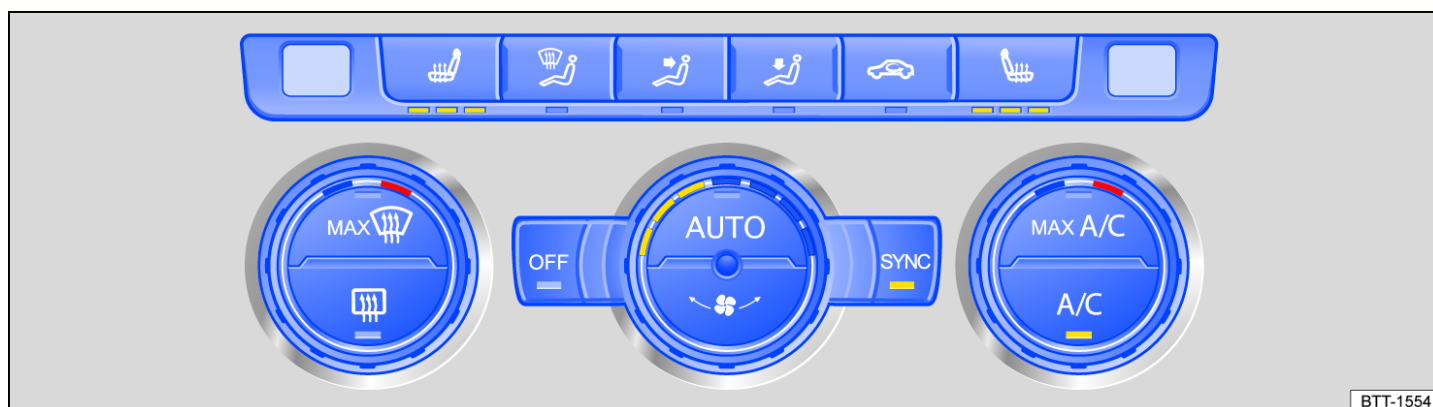 MAX
AUTO
MAX A/C
OFF
SYNC
A/C
BTT-1554